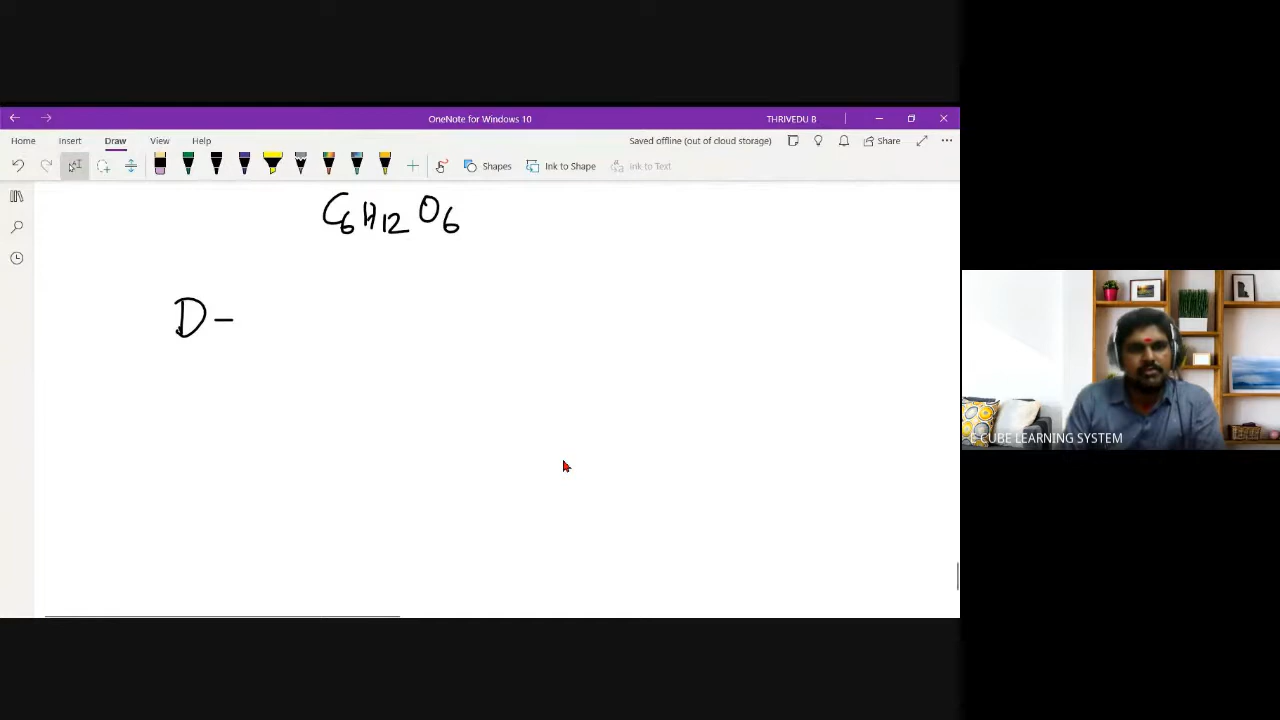 OneNote for Windows 10
THRIVEDU B
Home Insert Draw View Help
Saved offline (out of cloud storage)
Share
Shapes
Ink to Shape
Ink to Text
C6H12O6
D-
C CUBE LEARNING SYSTEM